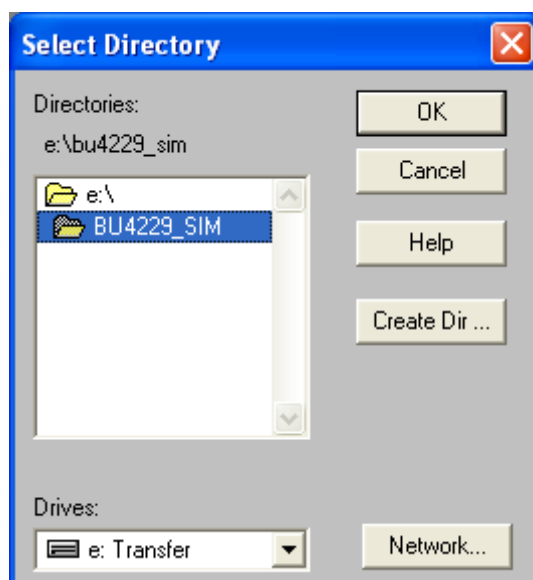 Select Directory
Directories:
e:\bu4229_sim
e:\
BU4229_SIM
OK
Cancel
Help
Create Dir ...
Drives:
e: Transfer
Network...